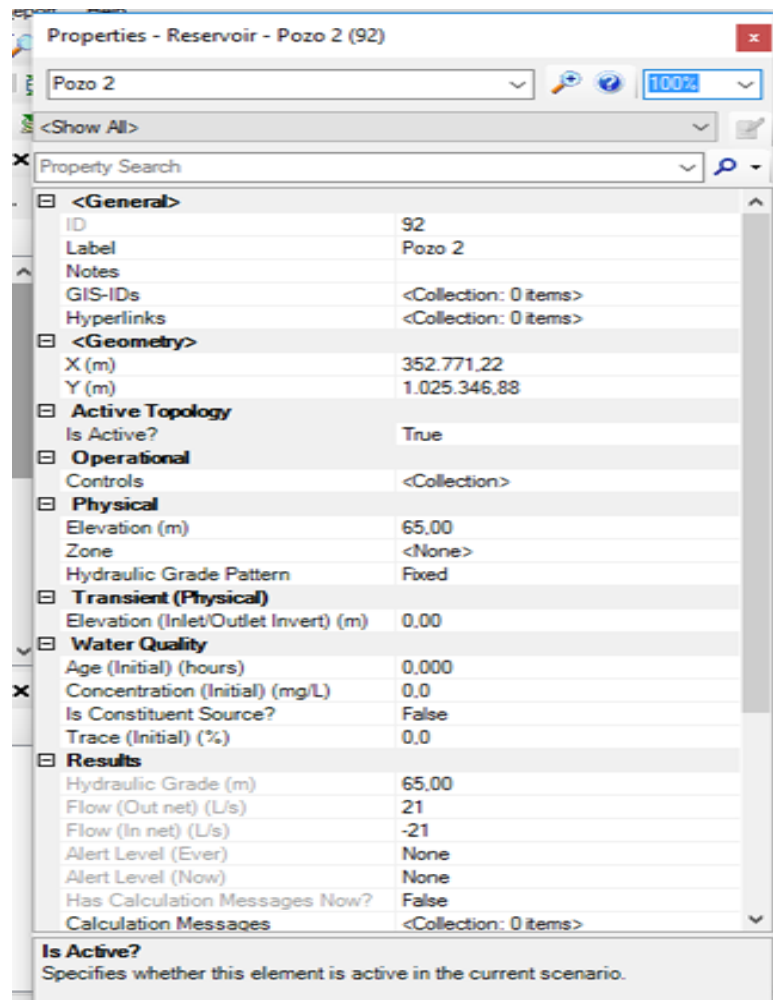 Properties - Reservoir - Pozo 2 (92)
Pozo 2 100%
<Show All>
Property Search
<General>
ID 92
Label Pozo 2
Notes
GIS-IDs <Collection: 0 items>
Hyperlinks <Collection: 0 items>
<Geometry>
X (m) 352.771,22
Y (m) 1.025.346,88
Active Topology
Is Active? True
Operational
Controls <Collection>
Physical
Elevation (m) 65,00
Zone <None>
Hydraulic Grade Pattern Fixed
Transient (Physical)
Elevation (Inlet/Outlet Invert) (m) 0,00
Water Quality
Age (Initial) (hours) 0,000
Concentration (Initial) (mg/L) 0,0
Is Constituent Source? False
Trace (Initial) (%) 0,0
Results
Hydraulic Grade (m) 65,00
Flow (Out net) (L/s) 21
Flow (In net) (L/s) -21
Alert Level (Ever) None
Alert Level (Now) None
Has Calculation Messages Now? False
Calculation Messages <Collection: 0 items>
Is Active?
Specifies whether this element is active in the current scenario.